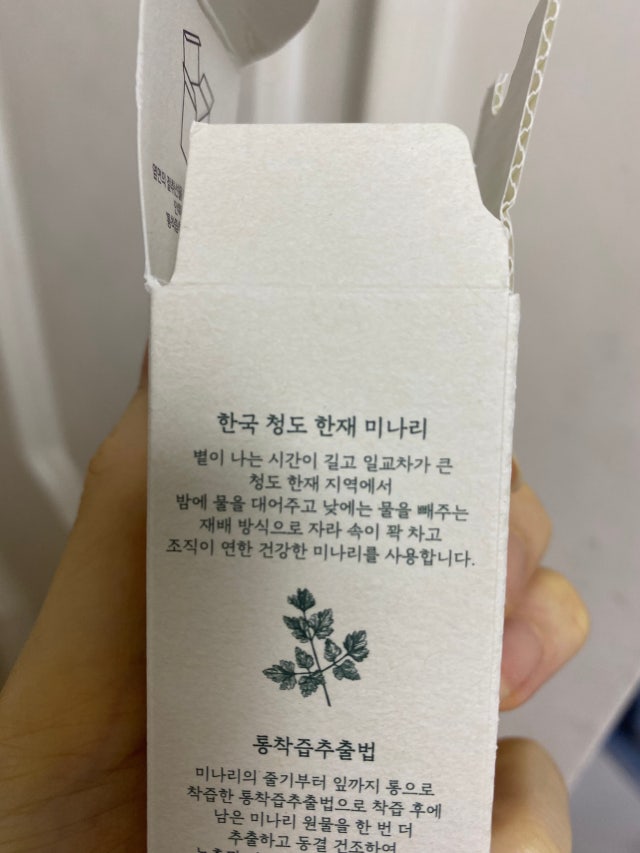 한국 청도 한재 미나리
볕이 나는 시간이 길고 일교차가 큰
청도 한재 지역에서
밤에 물을 대어주고 낮에는 물을 빼주는
재배 방식으로 자라 속이 꽉 차고
조직이 연한 건강한 미나리를 사용합니다.
통착즙추출법
미나리의 줄기부터 잎까지 통으로
착즙한 통착즙추출법으로 착즙 후에
남은 미나리 원물을 한 번 더
추출하고 동결 건조하여